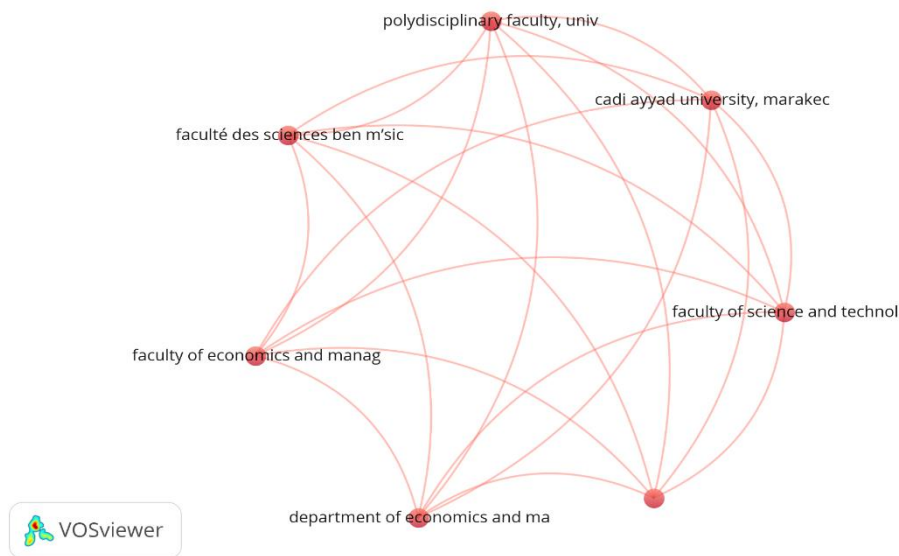 polydisciplinary faculty, univ
cadi ayyad university, marakec
faculté des sciences ben m'sic
faculty of science and technol
faculty of economics and manag
department of economics and ma
VOSviewer